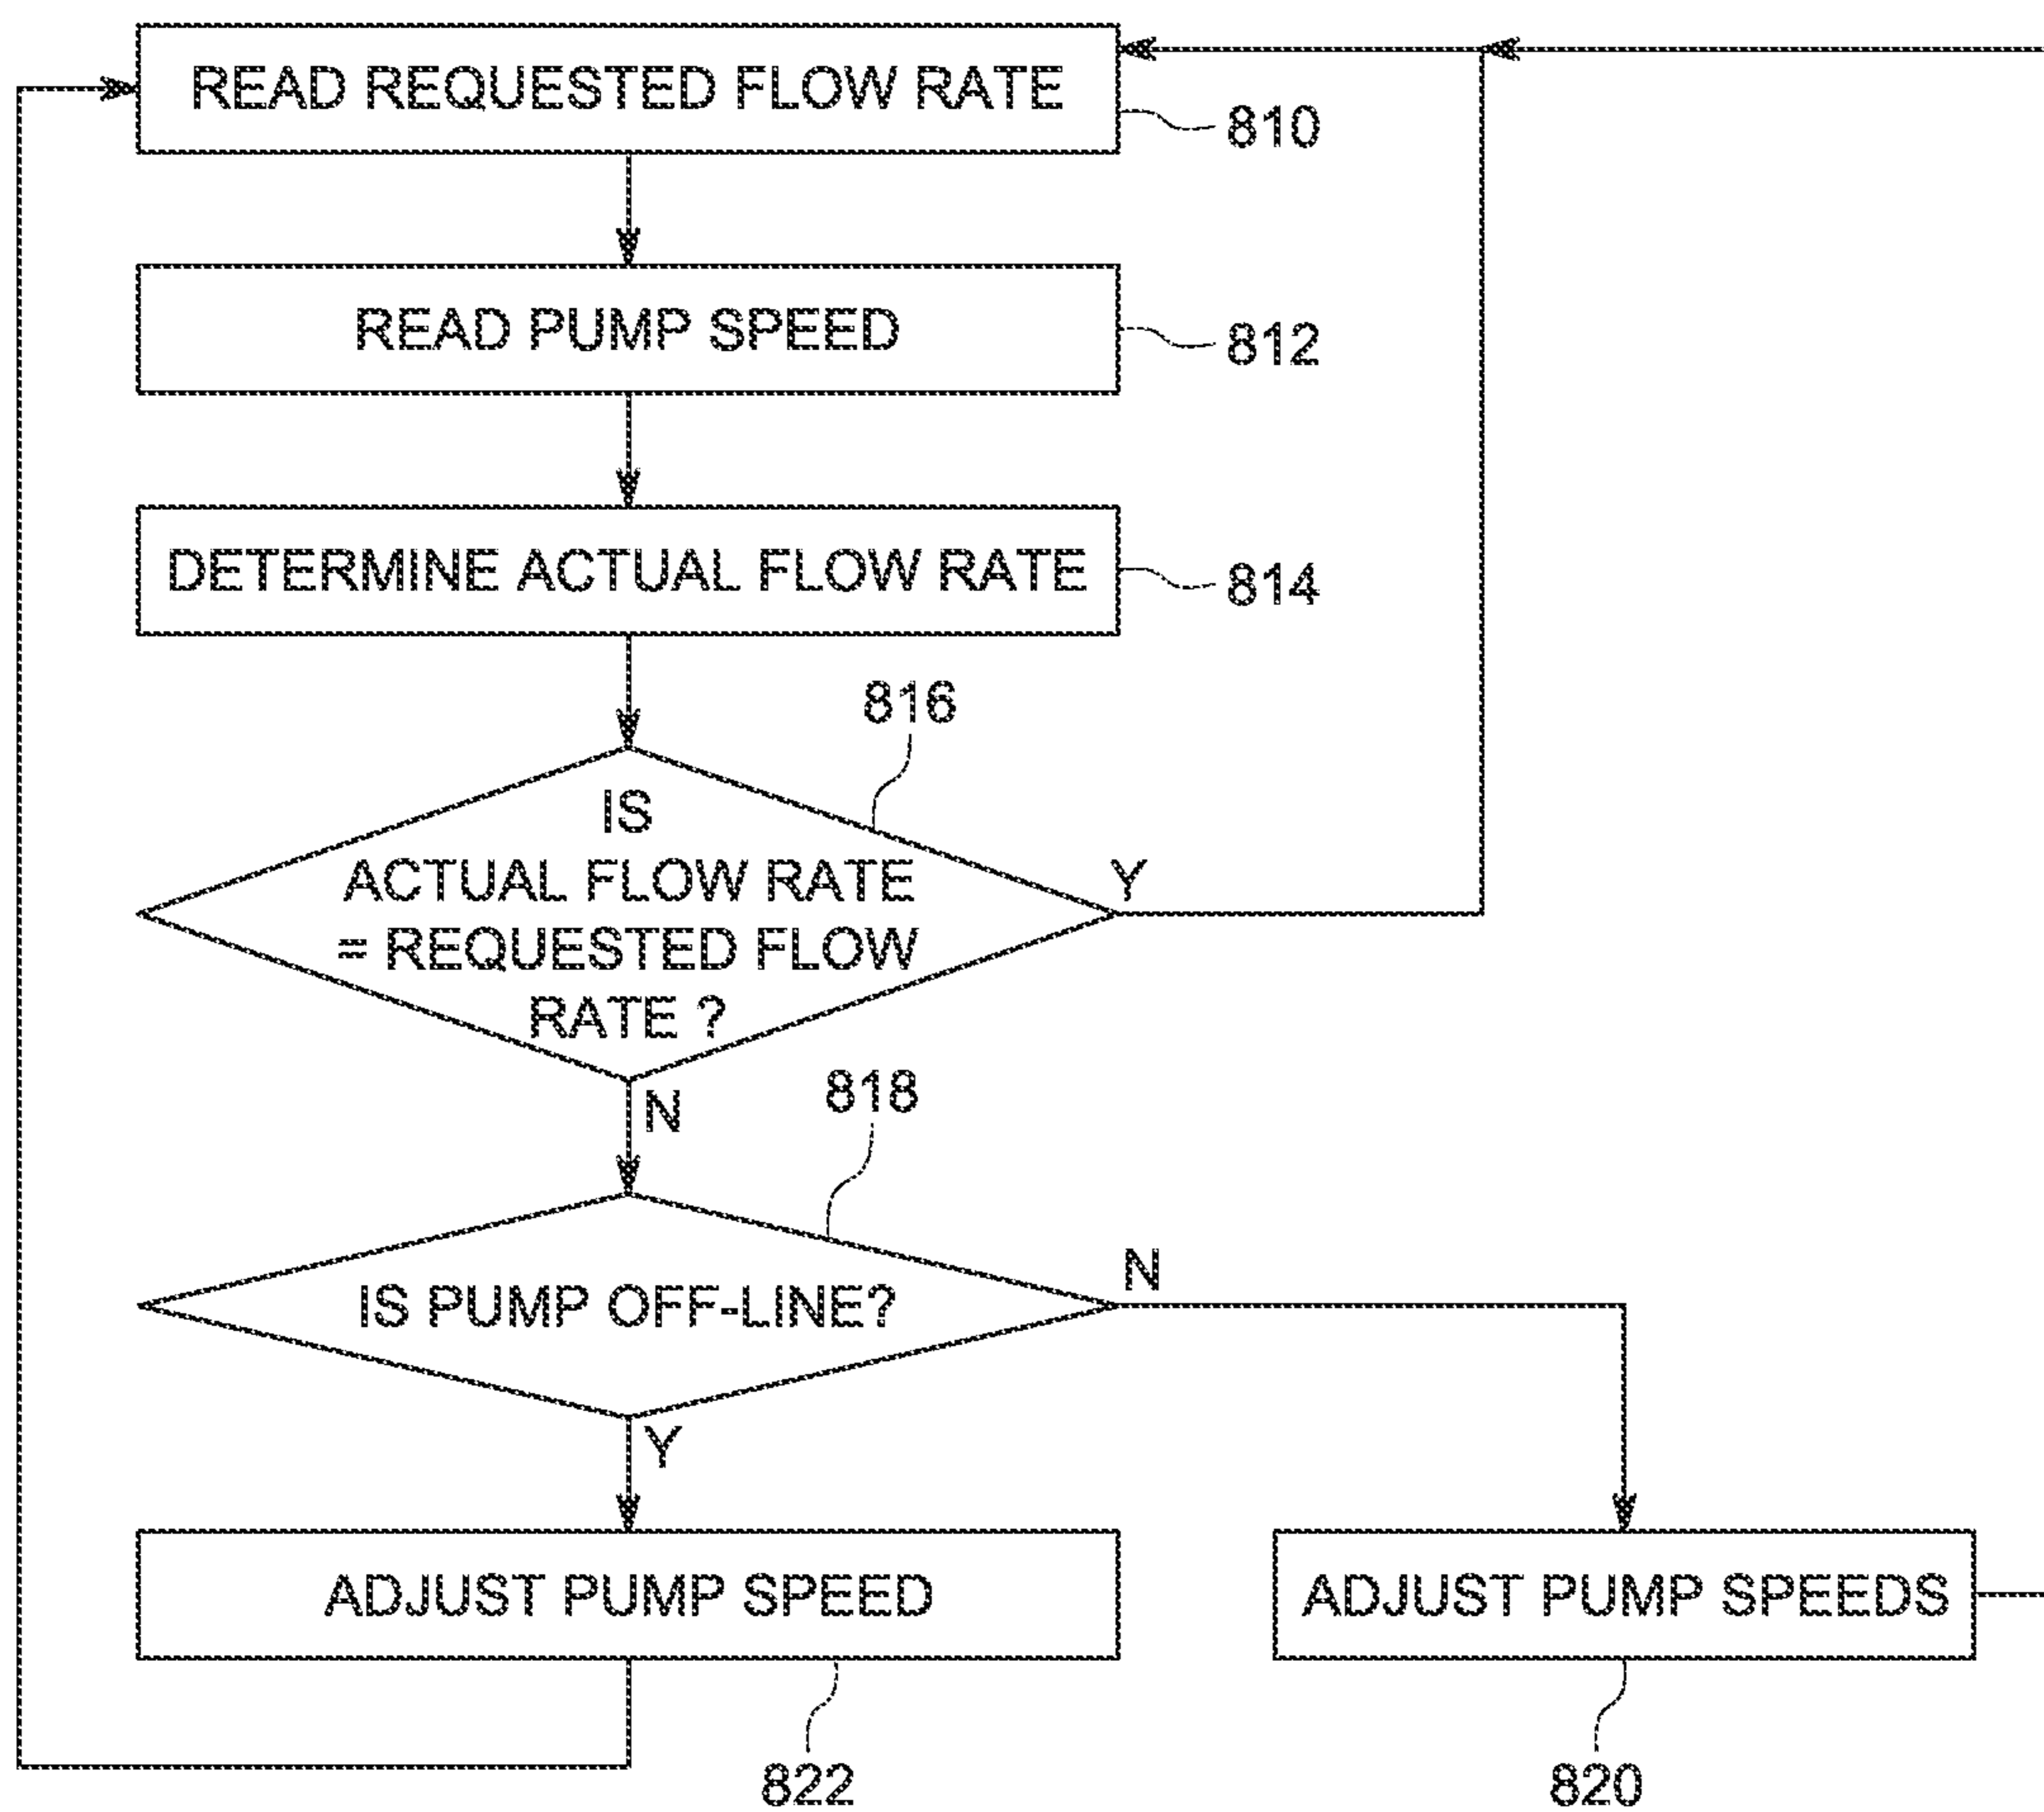 READ REQUESTED FLOW RATE
810
READ PUMP SPEED
812
DETERMINE ACTUAL FLOW RATE
814
816
IS
ACTUAL FLOW RATE
= REQUESTED FLOW
RATE ?
Y
N
818
IS PUMP OFF-LINE?
N
Y
ADJUST PUMP SPEED
822
ADJUST PUMP SPEEDS
820